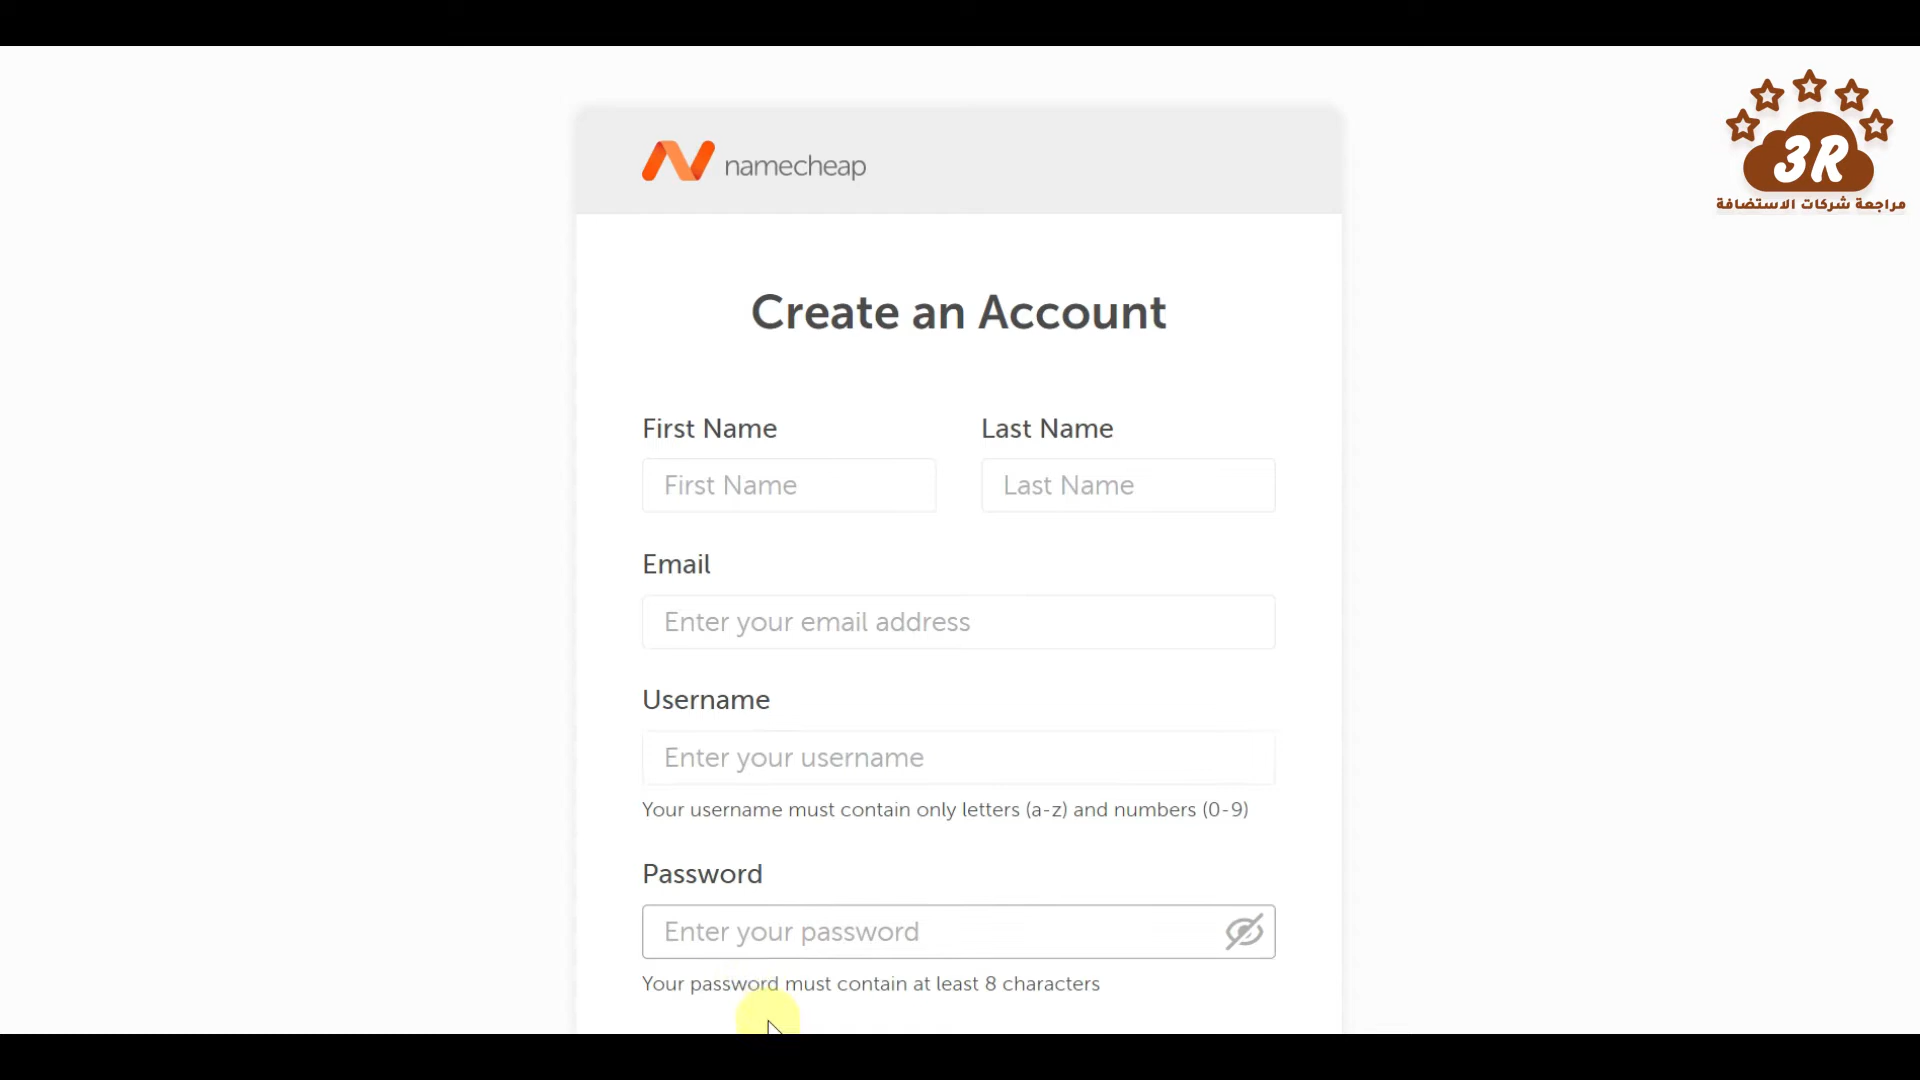 namecheap
3R
مراجعة شركات الاستضافة
Create an Account
First Name
Last Name
First Name
Last Name
Email
Enter your email address
Username
Enter your username
Your username must contain only letters (a-z) and numbers (0-9)
Password
Enter your password
Your password must contain at least 8 characters